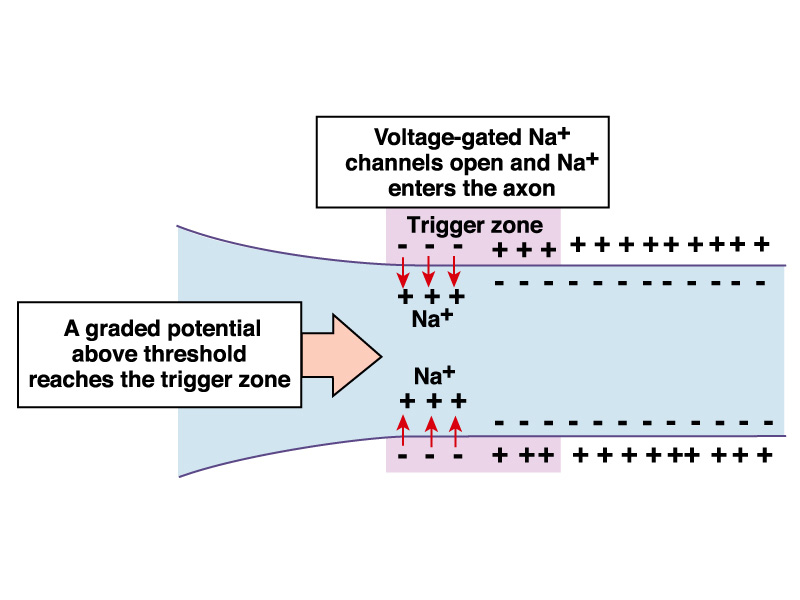 Voltage-gated Na+
channels open and Na+
enters the axon
Trigger zone
- - - + + + + + + + + + + + +
- - - - - - - - - - - -
+ + +
Na+
A graded potential
above threshold
reaches the trigger zone
Na+
+ + +
- - - - - - - - - - - -
- - - + + + + + + + + + + + +